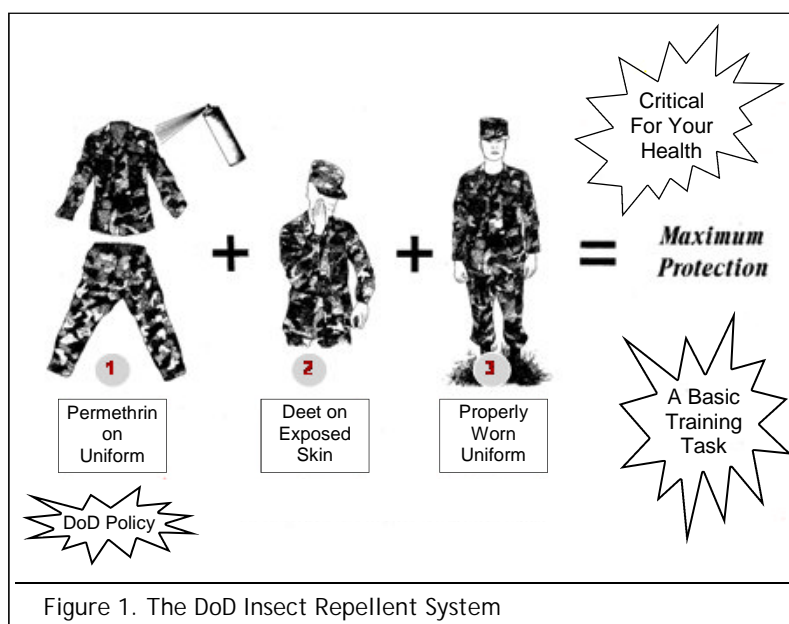 Critical
For Your
Health
+
+
=
Maximum
Protection
1
2
3
Permethrin
on
Uniform
Deet on
Exposed
Skin
Properly
Worn
Uniform
A Basic
Training
Task
DoD Policy
Figure 1. The DoD Insect Repellent System